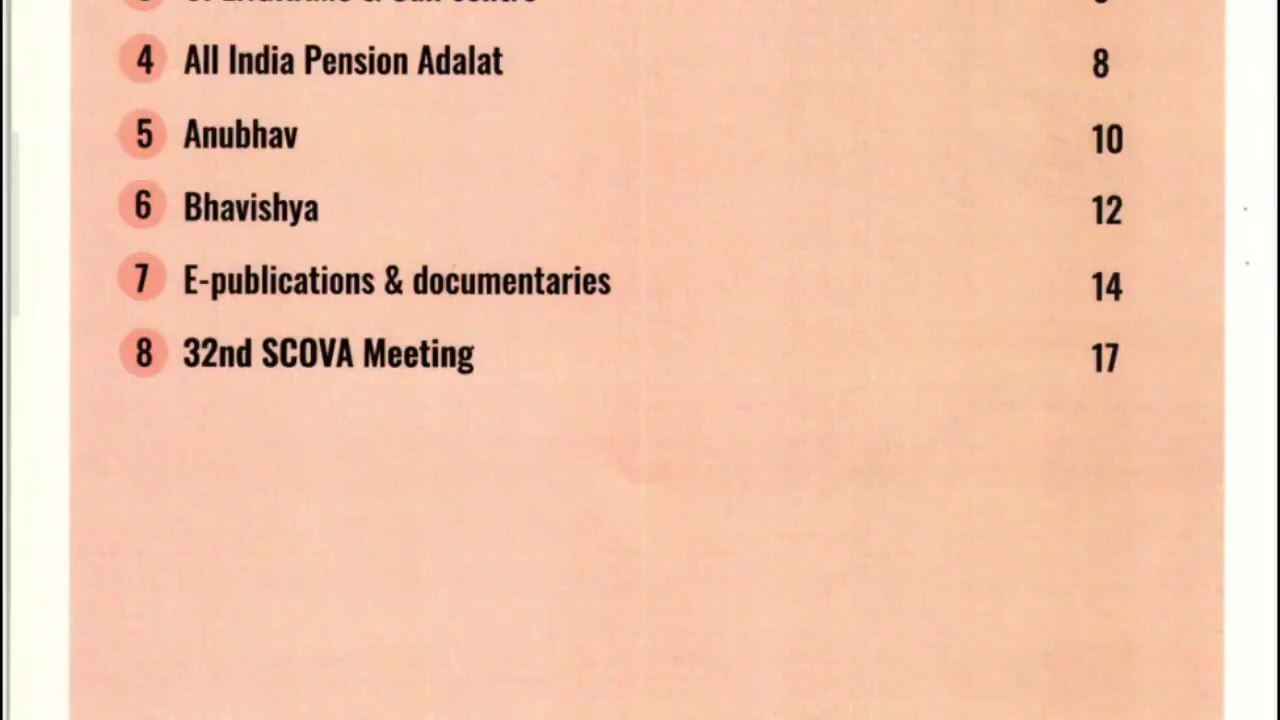 4 All India Pension Adalat 8
5 Anubhav 10
6 Bhavishya 12
7 E-publications & documentaries 14
8 32nd SCOVA Meeting 17